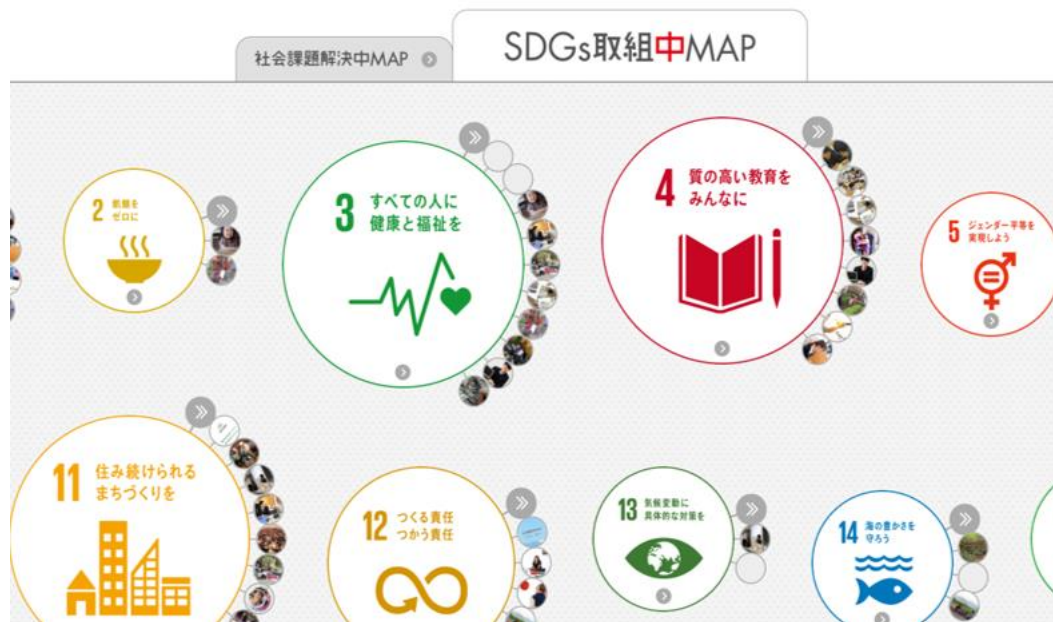 社会課題解決中MAP
SDGs取組中MAP
2 飢餓を
ゼロに
3 すべての人に
健康と福祉を
4 質の高い教育を
みんなに
5 ジェンダー平等を
実現しよう
11 住み続けられる
まちづくりを
12 つくる責任
つかう責任
13 気候変動に
具体的な対策を
14 海の豊かさを
守ろう